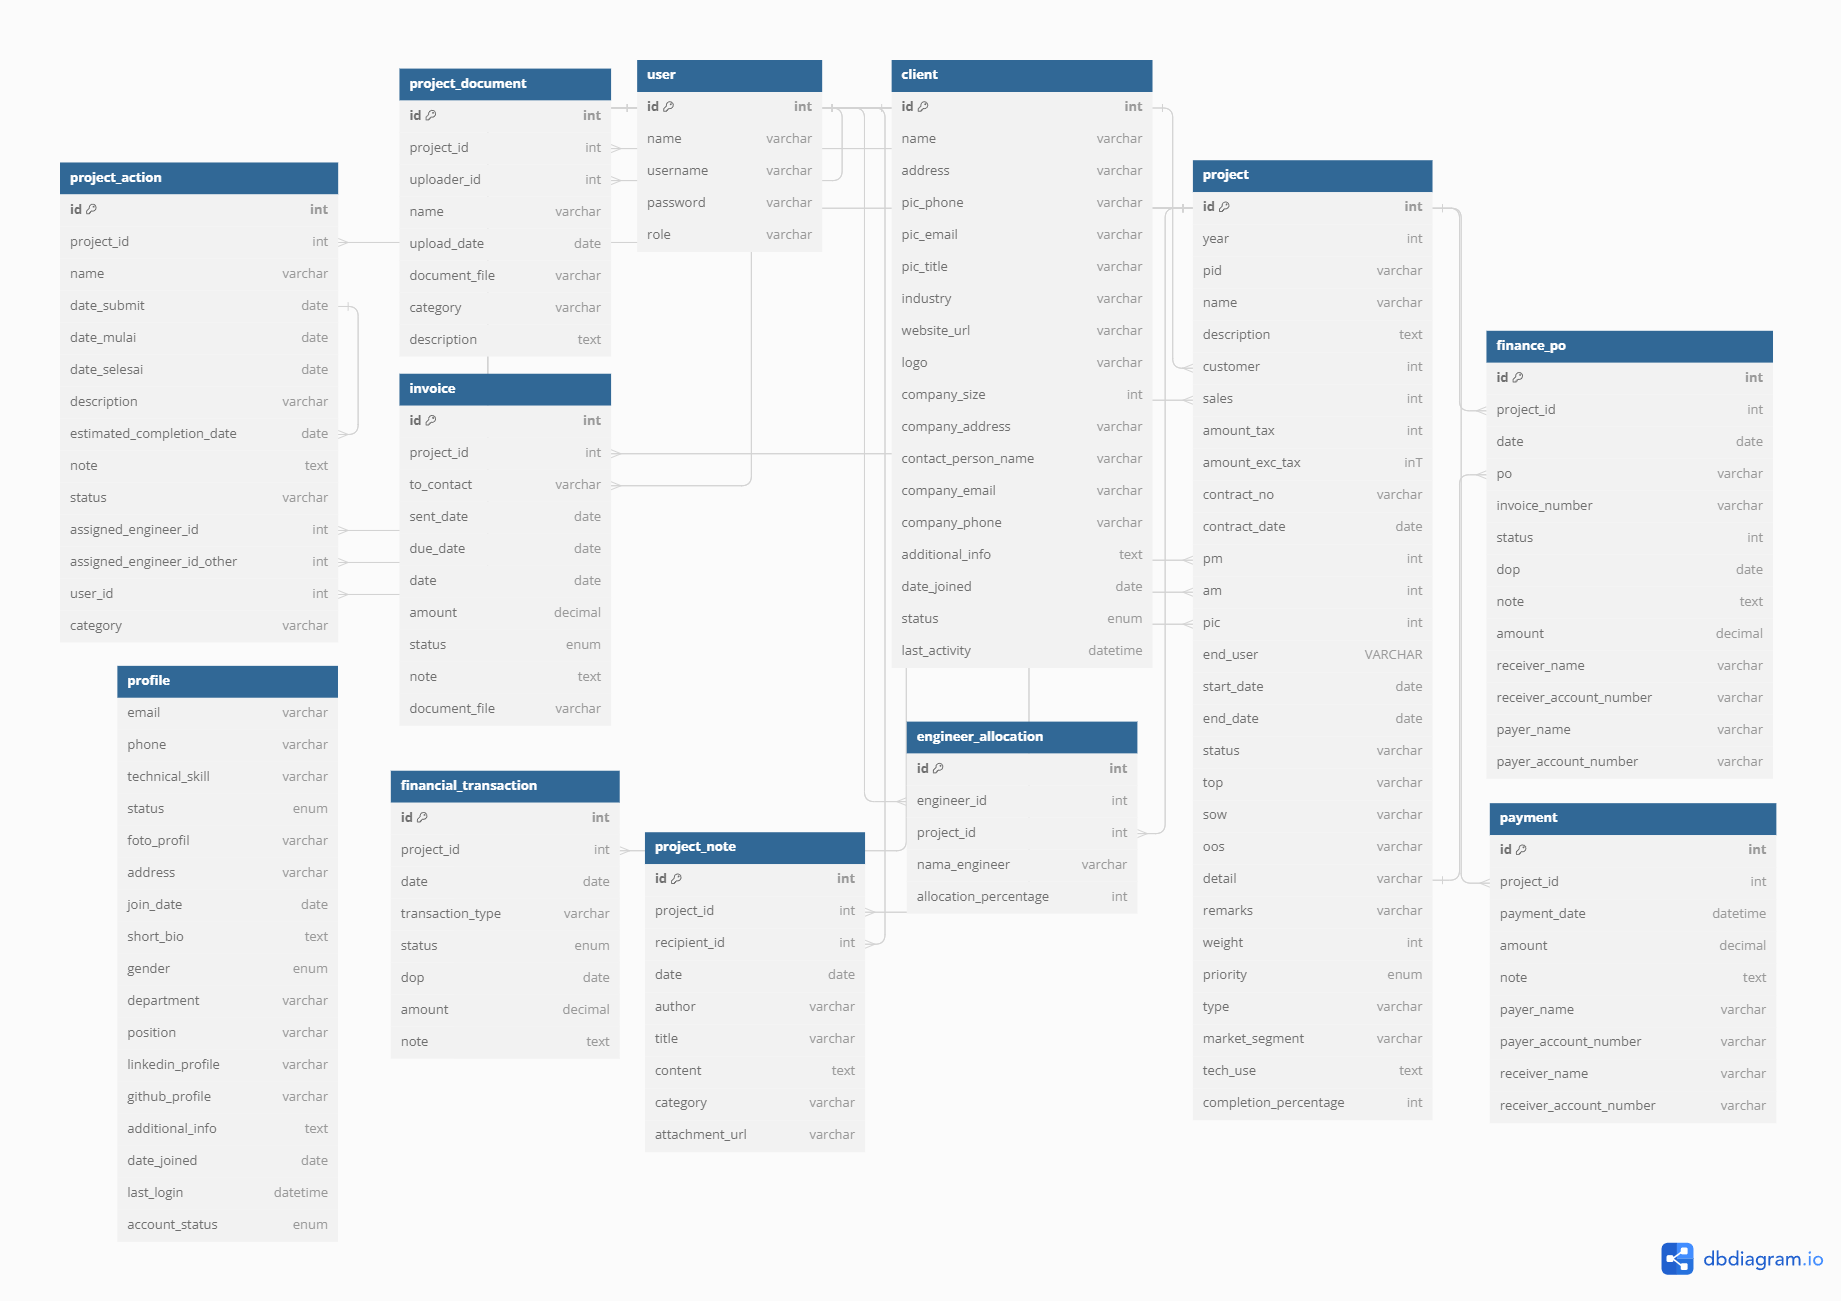 project_action
id int
project_id int
name varchar
date_submit date
date_mulai date
date_selesai date
description varchar
estimated_completion_date date
note text
status varchar
assigned_engineer_id int
assigned_engineer_id_other int
user_id int
category varchar
profile
email varchar
phone varchar
technical_skill varchar
status enum
foto_profil varchar
address varchar
join_date date
short_bio text
gender enum
department varchar
position varchar
linkedin_profile varchar
github_profile varchar
additional_info text
date_joined date
last_login datetime
account_status enum
project_document
id int
project_id int
uploader_id int
name varchar
upload_date date
document_file varchar
category varchar
description text
invoice
id int
project_id int
to_contact varchar
sent_date date
due_date date
date date
amount decimal
status enum
note text
document_file varchar
financial_transaction
id int
project_id int
date date
transaction_type varchar
status enum
dop date
amount decimal
note text
user
id int
name varchar
username varchar
password varchar
role varchar
project_note
id int
project_id int
recipient_id int
date date
author varchar
title varchar
content text
category varchar
attachment_url varchar
client
id int
name varchar
address varchar
pic_phone varchar
pic_email varchar
pic_title varchar
industry varchar
website_url varchar
logo varchar
company_size int
company_address varchar
contact_person_name varchar
company_email varchar
company_phone varchar
additional_info text
date_joined date
status enum
last_activity datetime
engineer_allocation
id int
engineer_id int
project_id int
nama_engineer varchar
allocation_percentage int
project
id int
year int
pid varchar
name varchar
description text
customer int
sales int
amount_tax int
amount_exc_tax inT
contract_no varchar
contract_date date
pm int
am int
pic int
end_user VARCHAR
start_date date
end_date date
status varchar
top varchar
sow varchar
oos varchar
detail varchar
remarks varchar
weight int
priority enum
type varchar
market_segment varchar
tech_use text
completion_percentage int
finance_po
id int
project_id int
date date
po varchar
invoice_number varchar
status int
dop date
note text
amount decimal
receiver_name varchar
receiver_account_number varchar
payer_name varchar
payer_account_number varchar
payment
id int
project_id int
payment_date datetime
amount decimal
note text
payer_name varchar
payer_account_number varchar
receiver_name varchar
receiver_account_number varchar
dbdiagram.io